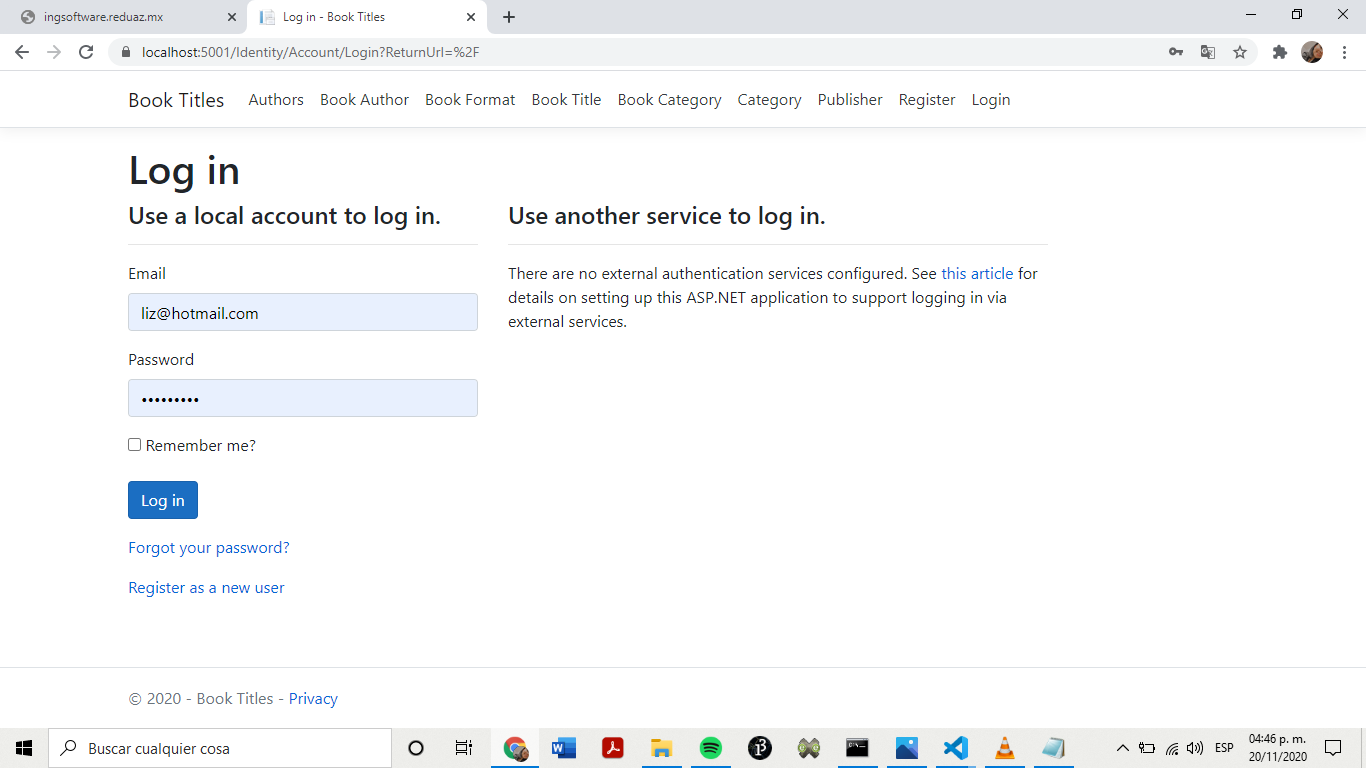 ingsoftware.reduaz.mx
Log in - Book Titles
localhost:5001/Identity/Account/Login?ReturnUrl=%2F
Book Titles Authors Book Author Book Format Book Title Book Category Category Publisher Register Login
Log in
Use a local account to log in.
Email
liz@hotmail.com
Password
•••••••••
Remember me?
Log in
Forgot your password?
Register as a new user
Use another service to log in.
There are no external authentication services configured. See this article for
details on setting up this ASP.NET application to support logging in via
external services.
© 2020 - Book Titles - Privacy
Buscar cualquier cosa
ESP
04:46 p. m.
20/11/2020